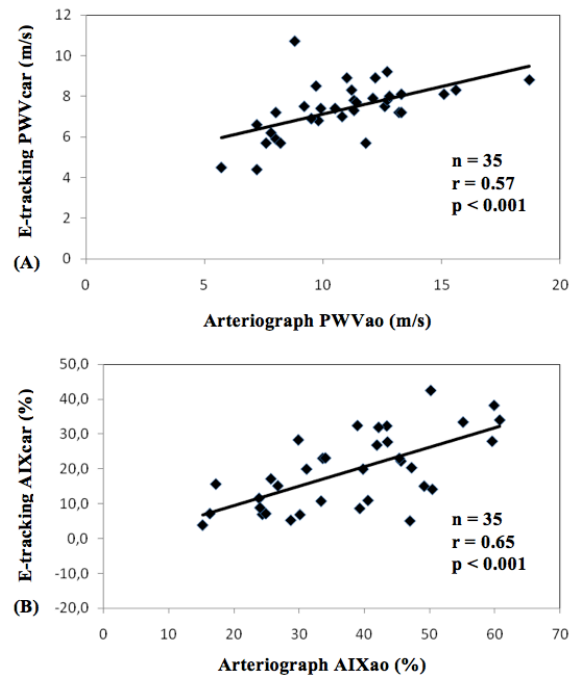 12
10
8
6
4
2
0
0
5
10
15
20
E-tracking PWVcar (m/s)
n = 35
r = 0.57
p < 0.001
(A)
Arteriograph PWVao (m/s)
50,0
40,0
30,0
20,0
10,0
0,0
-10,0
-20,0
10
20
30
40
50
60
70
E-tracking AIXcar (%)
n = 35
r = 0.65
p < 0.001
(B)
Arteriograph AIXao (%)